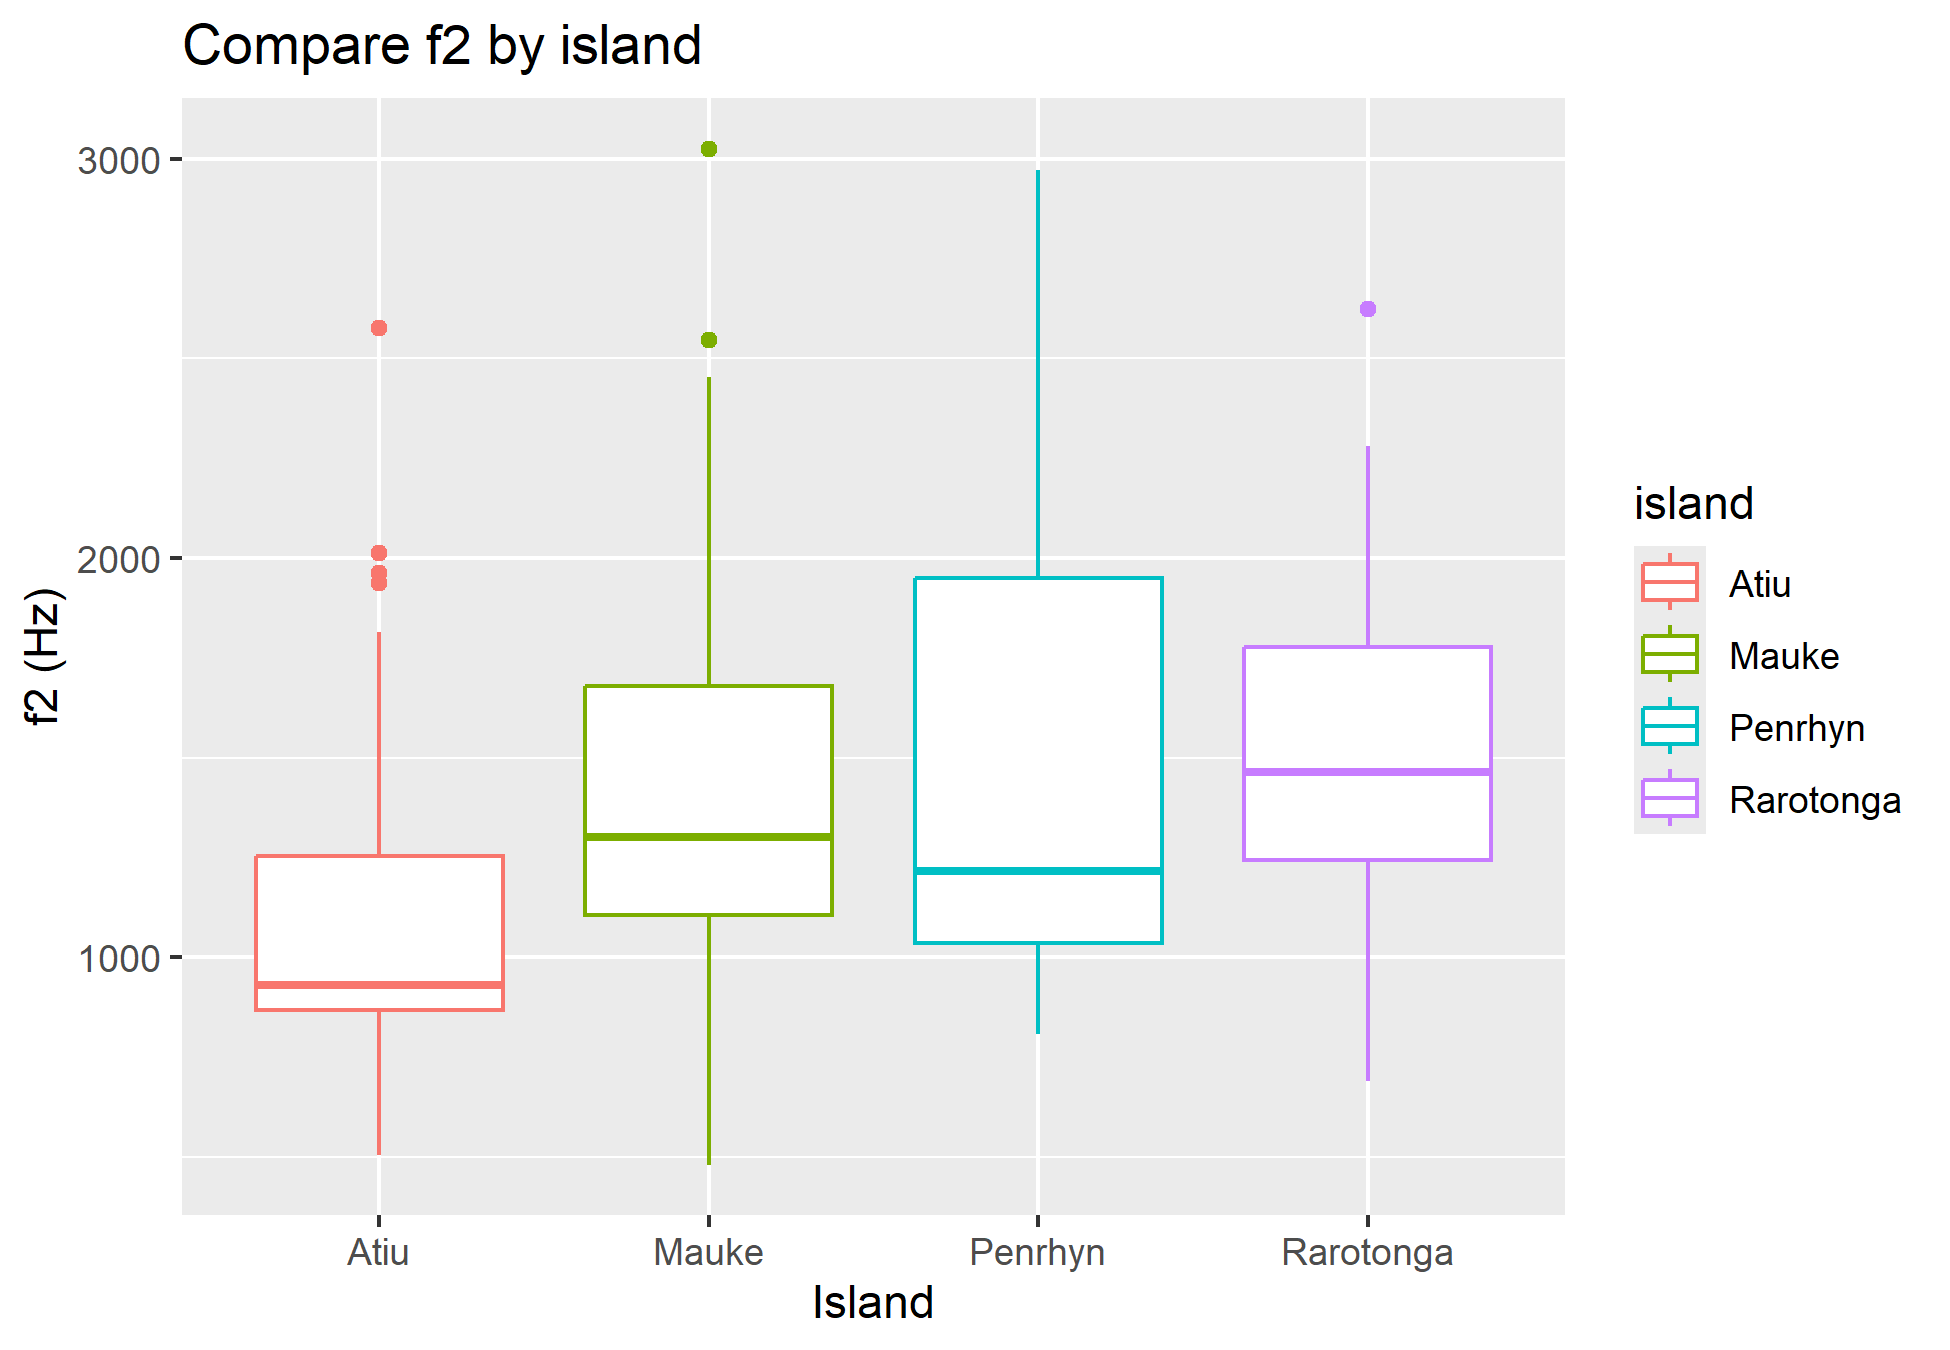 Compare f2 by island
3000
2000
1000
f2 (Hz)
Atiu Mauke Penrhyn Rarotonga
Island
island
Atiu
Mauke
Penrhyn
Rarotonga